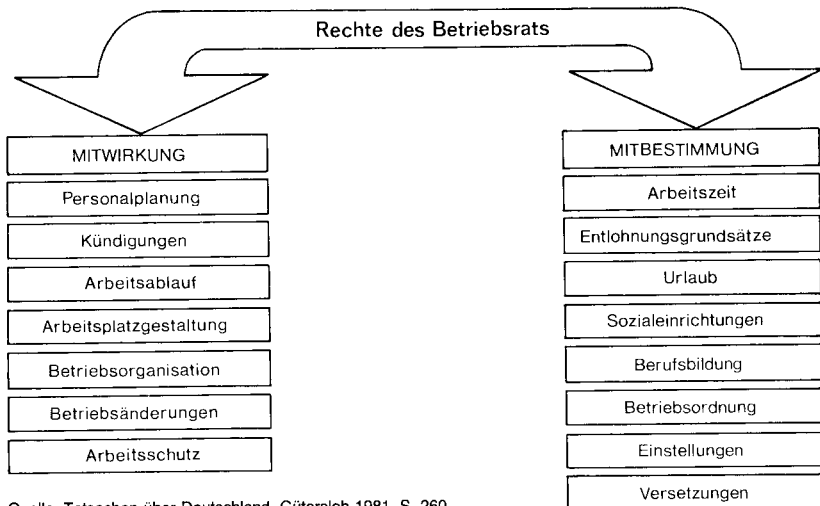 Rechte des Betriebsrats
MITWIRKUNG
Personalplanung
Kündigungen
Arbeitsablauf
Arbeitsplatzgestaltung
Betriebsorganisation
Betriebsänderungen
Arbeitsschutz
MITBESTIMMUNG
Arbeitszeit
Entlohnungsgrundsätze
Urlaub
Sozialeinrichtungen
Berufsbildung
Betriebsordnung
Einstellungen
Versetzungen
Quelle: Tatsachen über Deutschland, Gütersloh 1981, S. 260